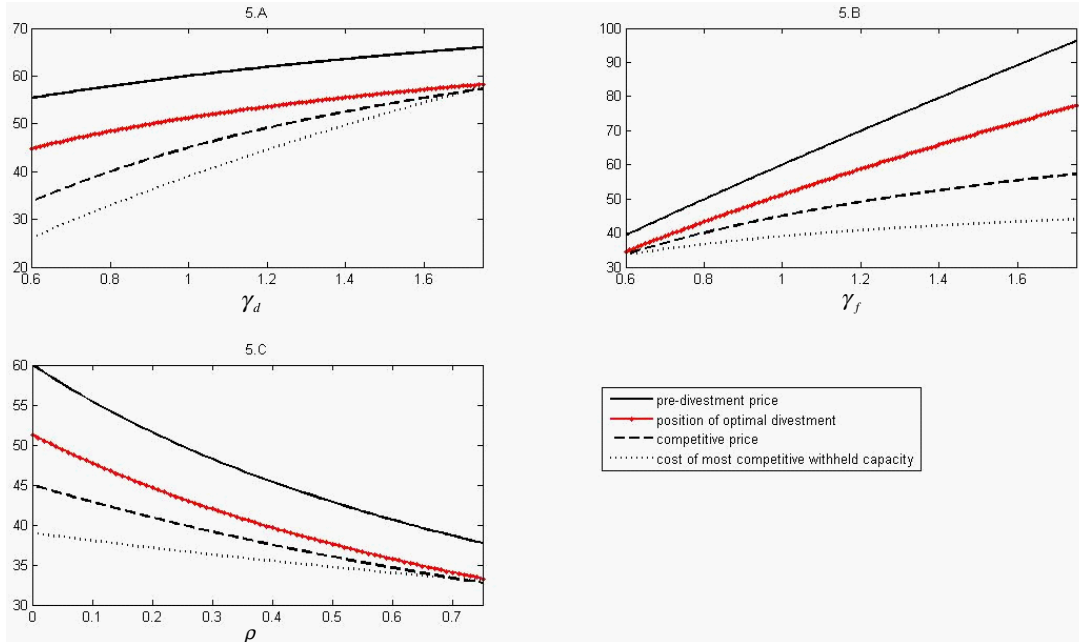 5.A
70
60
50
40
30
20
0.6 0.8 1 1.2 1.4 1.6
γd
5.B
100
90
80
70
60
50
40
30
0.6 0.8 1 1.2 1.4 1.6
γf
5.C
60
55
50
45
40
35
30
0 0.1 0.2 0.3 0.4 0.5 0.6 0.7
ρ
pre-divestment price
position of optimal divestment
competitive price
cost of most competitive withheld capacity